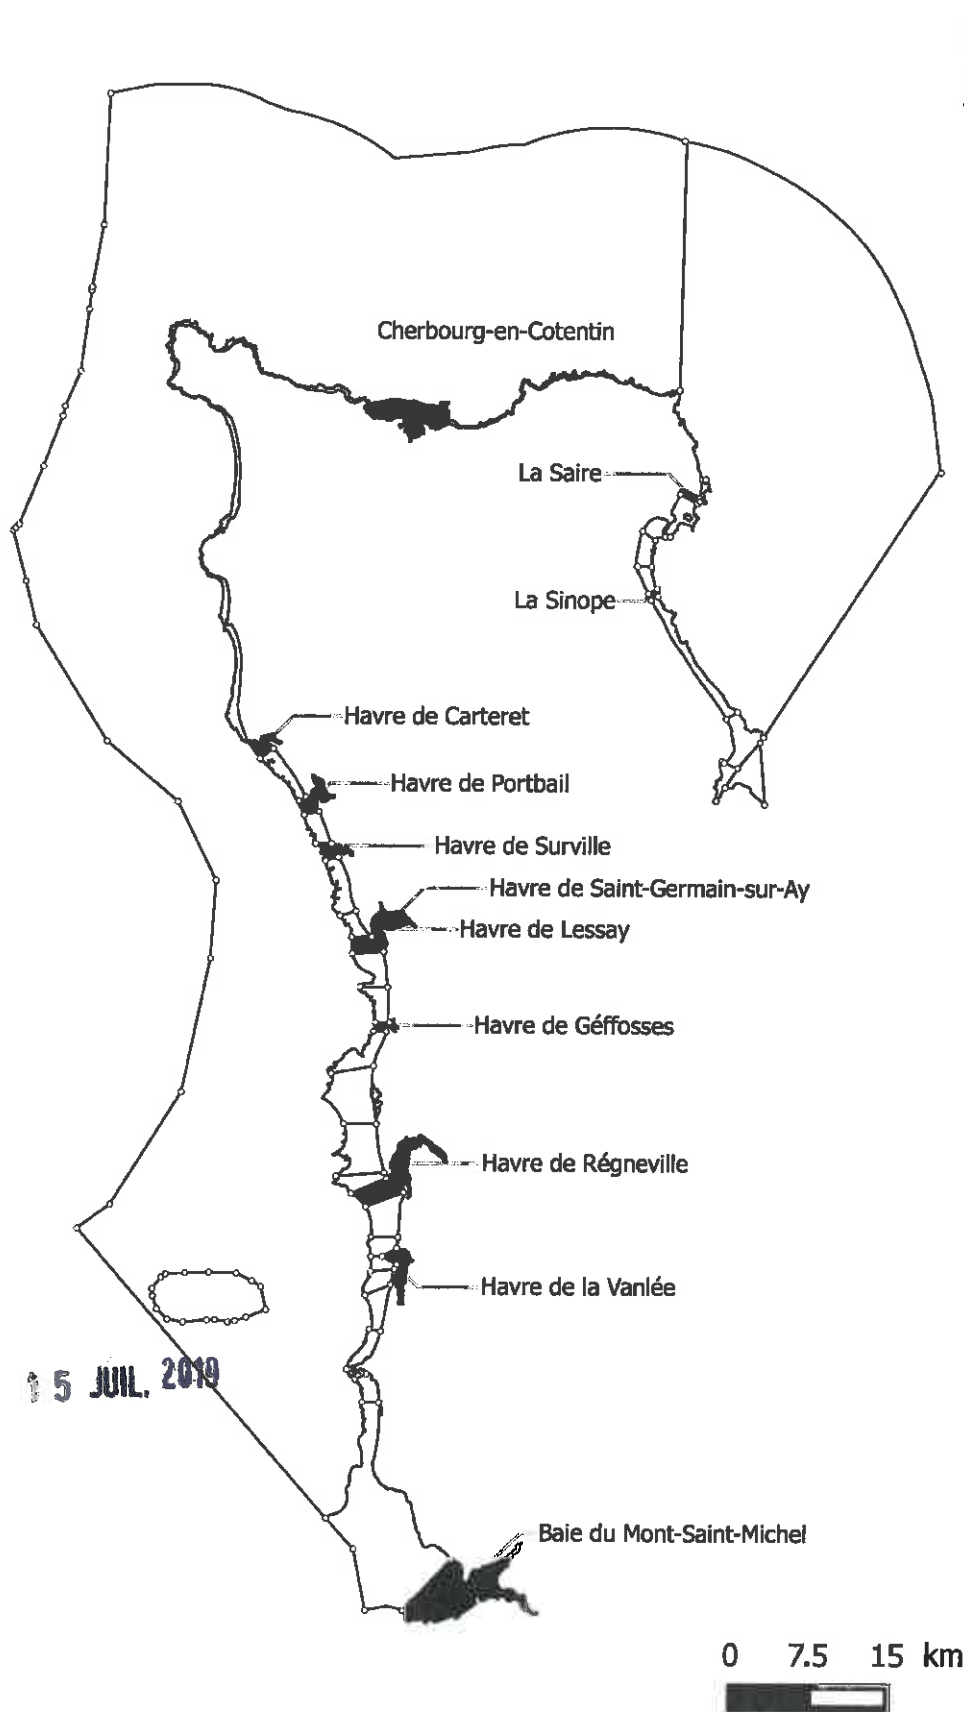 Cherbourg-en-Cotentin
La Saire
La Sinope
Havre de Carteret
Havre de Portbail
Havre de Surville
Havre de Saint-Germain-sur-Ay
Havre de Lessay
Havre de Géffosses
Havre de Régneville
Havre de la Vanlée
15 JUIL. 2019
Baie du Mont-Saint-Michel
0 7.5 15 km